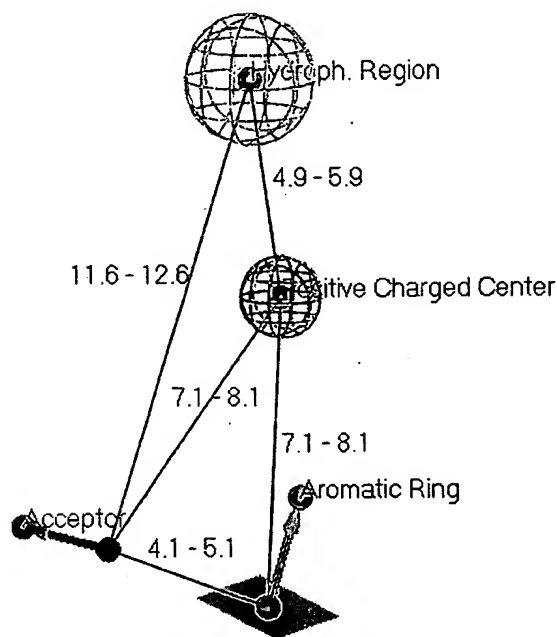 Hydroph. Region
4.9 - 5.9
11.6 - 12.6
Positive Charged Center
7.1 - 8.1
7.1 - 8.1
Aromatic Ring
Acceptor
4.1 - 5.1